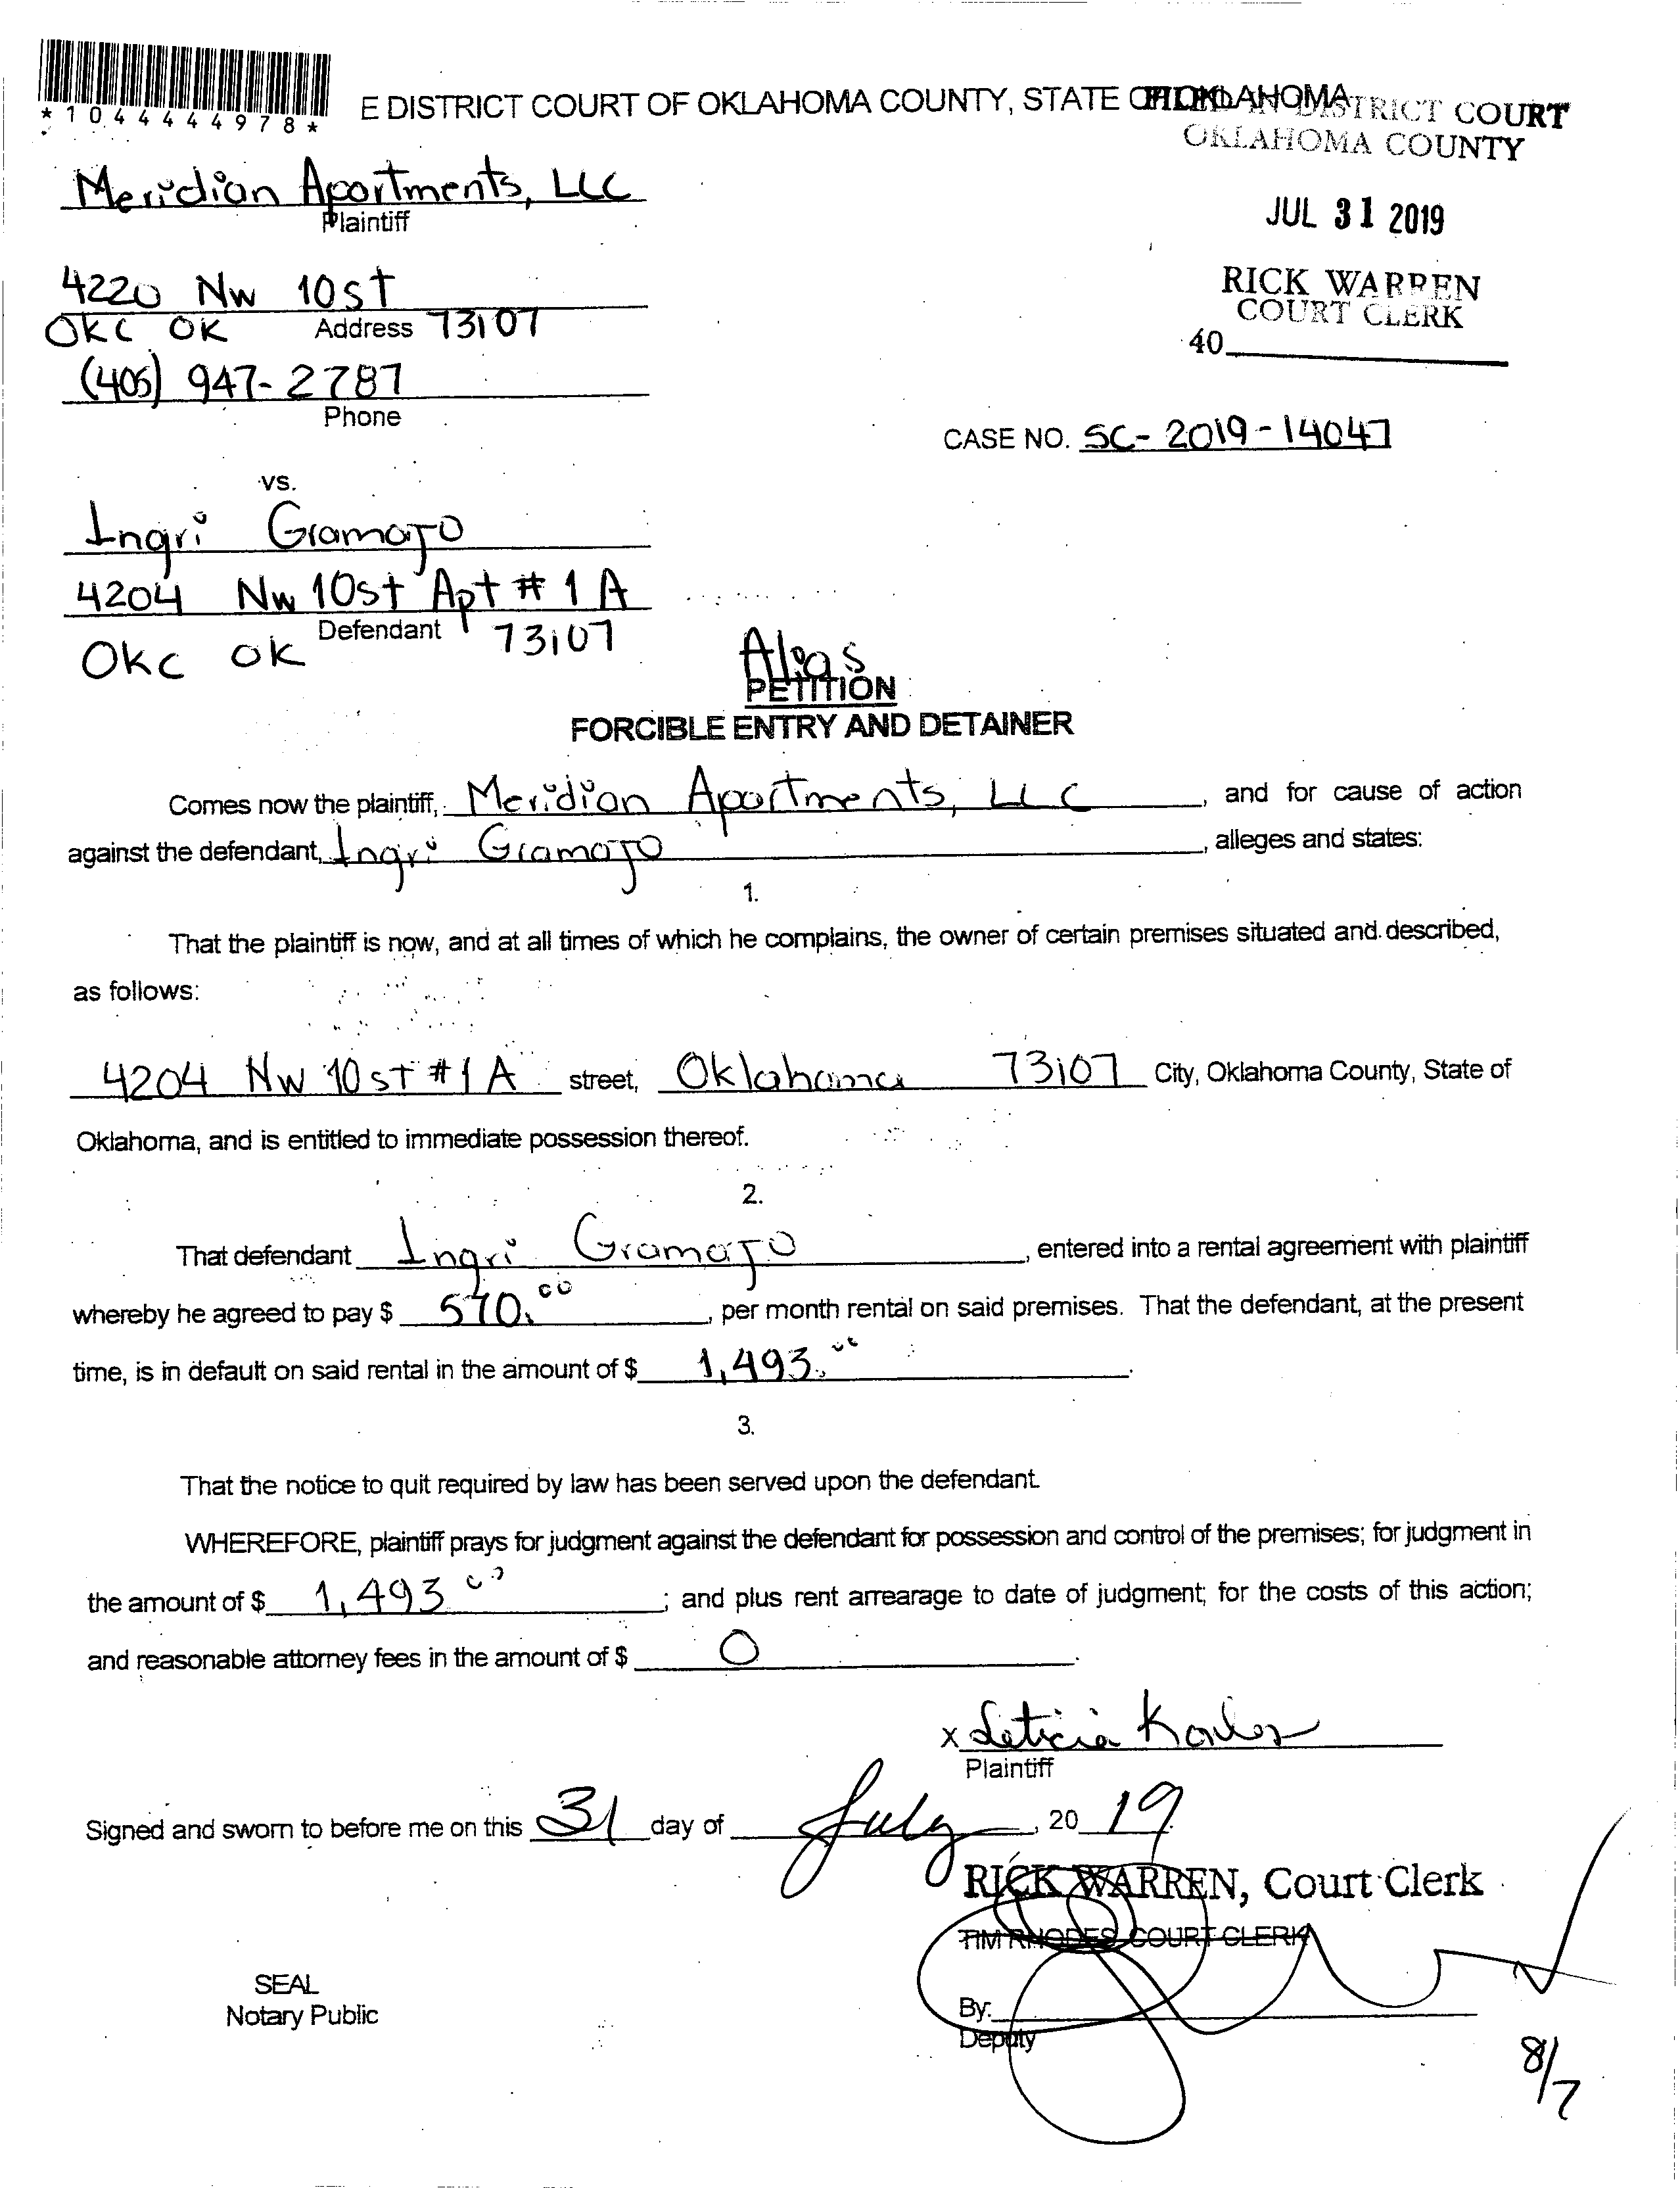 *1044444978*
E DISTRICT COURT OF OKLAHOMA COUNTY, STATE OF OKLAHOMA
FILED IN DISTRICT COURT
OKLAHOMA COUNTY
Meridian Apartments, LLC
Plaintiff
JUL 31 2019
4220 NW 10st
OKC OK Address 73107
RICK WARREN
COURT CLERK
40
(405) 947-2787
Phone
CASE NO. SC-2019-14047
vs.
Ingri Gramajo
4204 NW 10st Apt # 1 A
Defendant
OKC OK 73107
Alias
PETITION
FORCIBLE ENTRY AND DETAINER
Comes now the plaintiff, Meridian Apartments, LLC, and for cause of action
against the defendant, Ingri Gramajo, alleges and states:
1.
That the plaintiff is now, and at all times of which he complains, the owner of certain premises situated and described,
as follows:
4204 NW 10 st #1 A street, Oklahoma 73107 City, Oklahoma County, State of
Oklahoma, and is entitled to immediate possession thereof.
2.
That defendant Ingri Gramajo, entered into a rental agreement with plaintiff
whereby he agreed to pay $ 570.00, per month rental on said premises. That the defendant, at the present
time, is in default on said rental in the amount of $ 1,493.00.
3.
That the notice to quit required by law has been served upon the defendant.
WHEREFORE, plaintiff prays for judgment against the defendant for possession and control of the premises; for judgment in
the amount of $ 1,493 00; and plus rent arrearage to date of judgment; for the costs of this action;
and reasonable attorney fees in the amount of $ 0.
x Leticia
Plaintiff
Signed and sworn to before me on this 31 day of July, 2019.
RICK WARREN, Court Clerk
TIM RHODES, COURT CLERK
SEAL
Notary Public
By:
Deputy
8/7